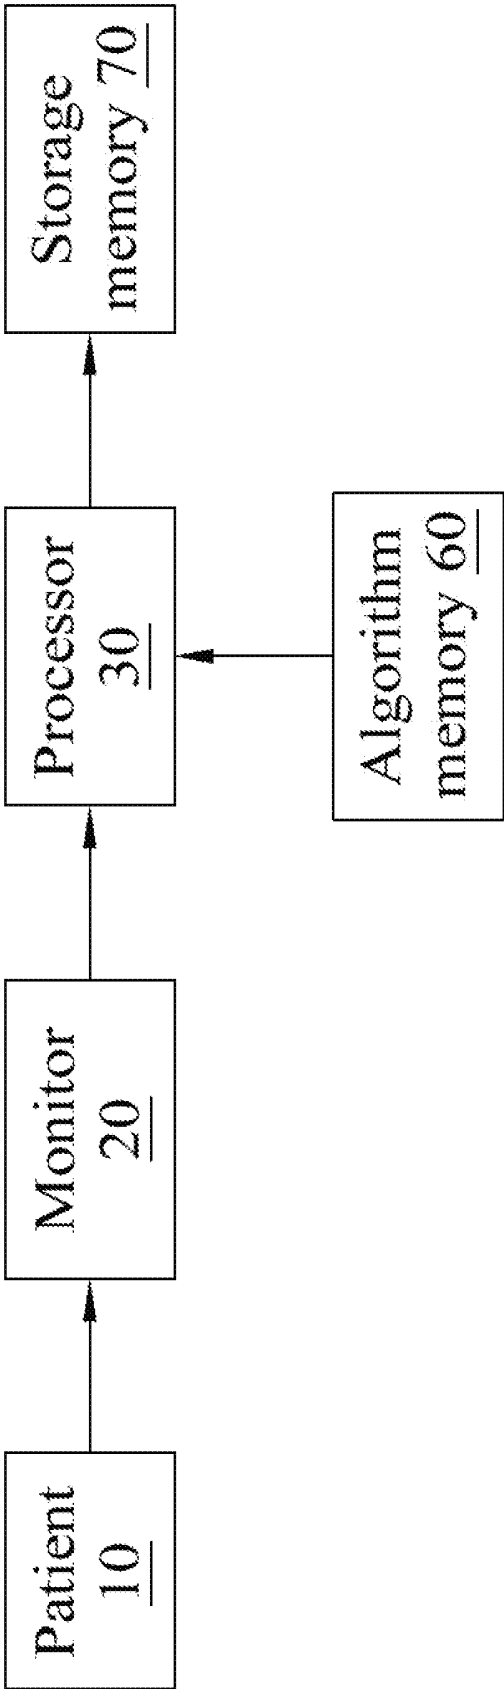 Patient
10
Monitor
20
Processor
30
Storage
memory 70
Algorithm
memory 60